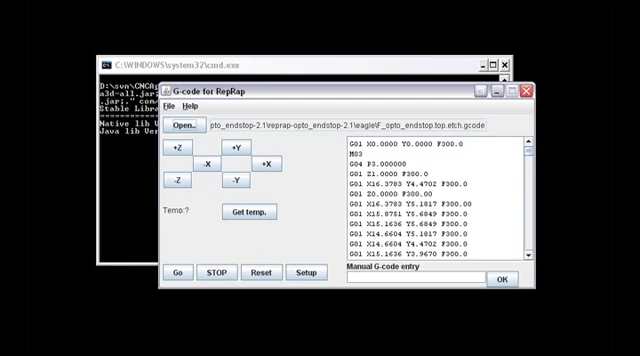 C:\WINDOWS\system32\cmd.exe
D:\svn\CNCAp
a3d-all.jar;
.jar;." com/
Stable Libra
Native lib V
Java lib Ver
G-code for RepRap
File Help
Open... pto_endstop-2.1\reprap-opto_endstop-2.1\eagle\F_opto_endstop.top.etch.gcode
+Z +Y
-X +X
-Z -Y
Temp:? Get temp.
Go STOP Reset Setup
G01 X0.0000 Y0.0000 F300.0
M03
G04 P3.000000
G01 Z1.0000 F300.0
G01 X16.3783 Y4.4702 F300.0
G01 Z0.0000 F300.00
G01 X16.3783 Y5.1817 F300.00
G01 X15.8751 Y5.6849 F300.0
G01 X15.1636 Y5.6849 F300.0
G01 X14.6604 Y5.1817 F300.0
G01 X14.6604 Y4.4702 F300.0
G01 X15.1636 Y3.9670 F300.0
Manual G-code entry
OK